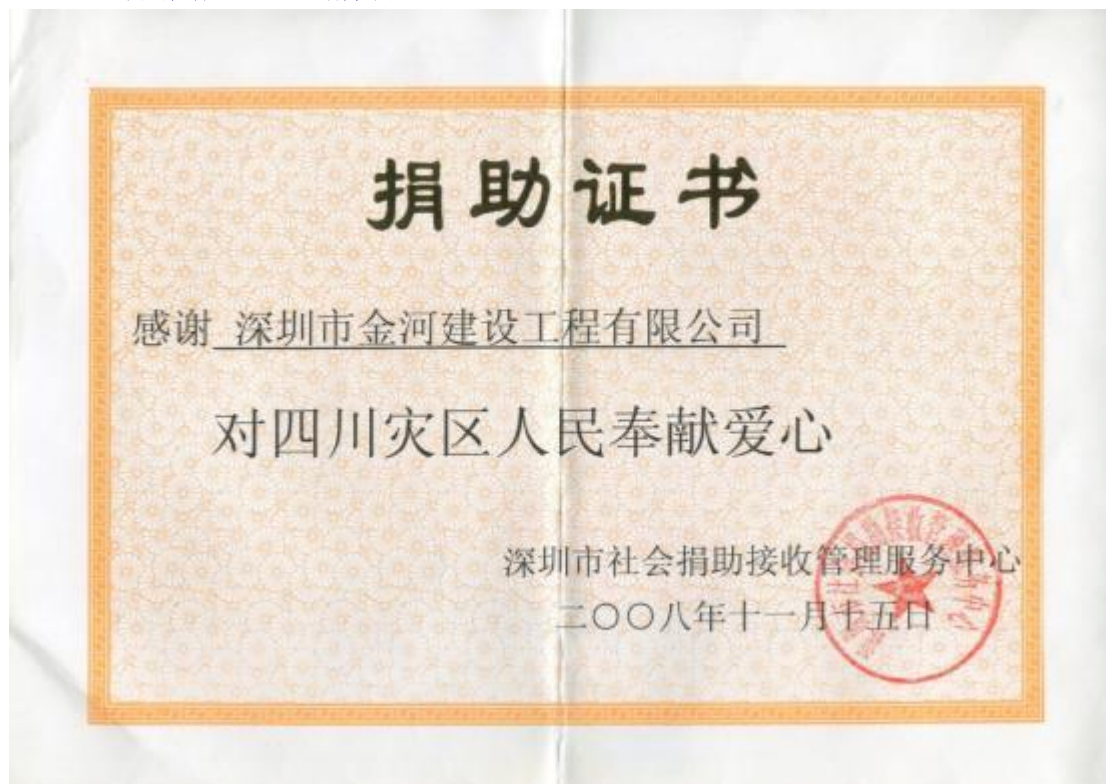 捐助证书
感谢 深圳市金河建设工程有限公司
对四川灾区人民奉献爱心
深圳市社会捐助接收管理服务中心
二〇〇八年十一月十五日